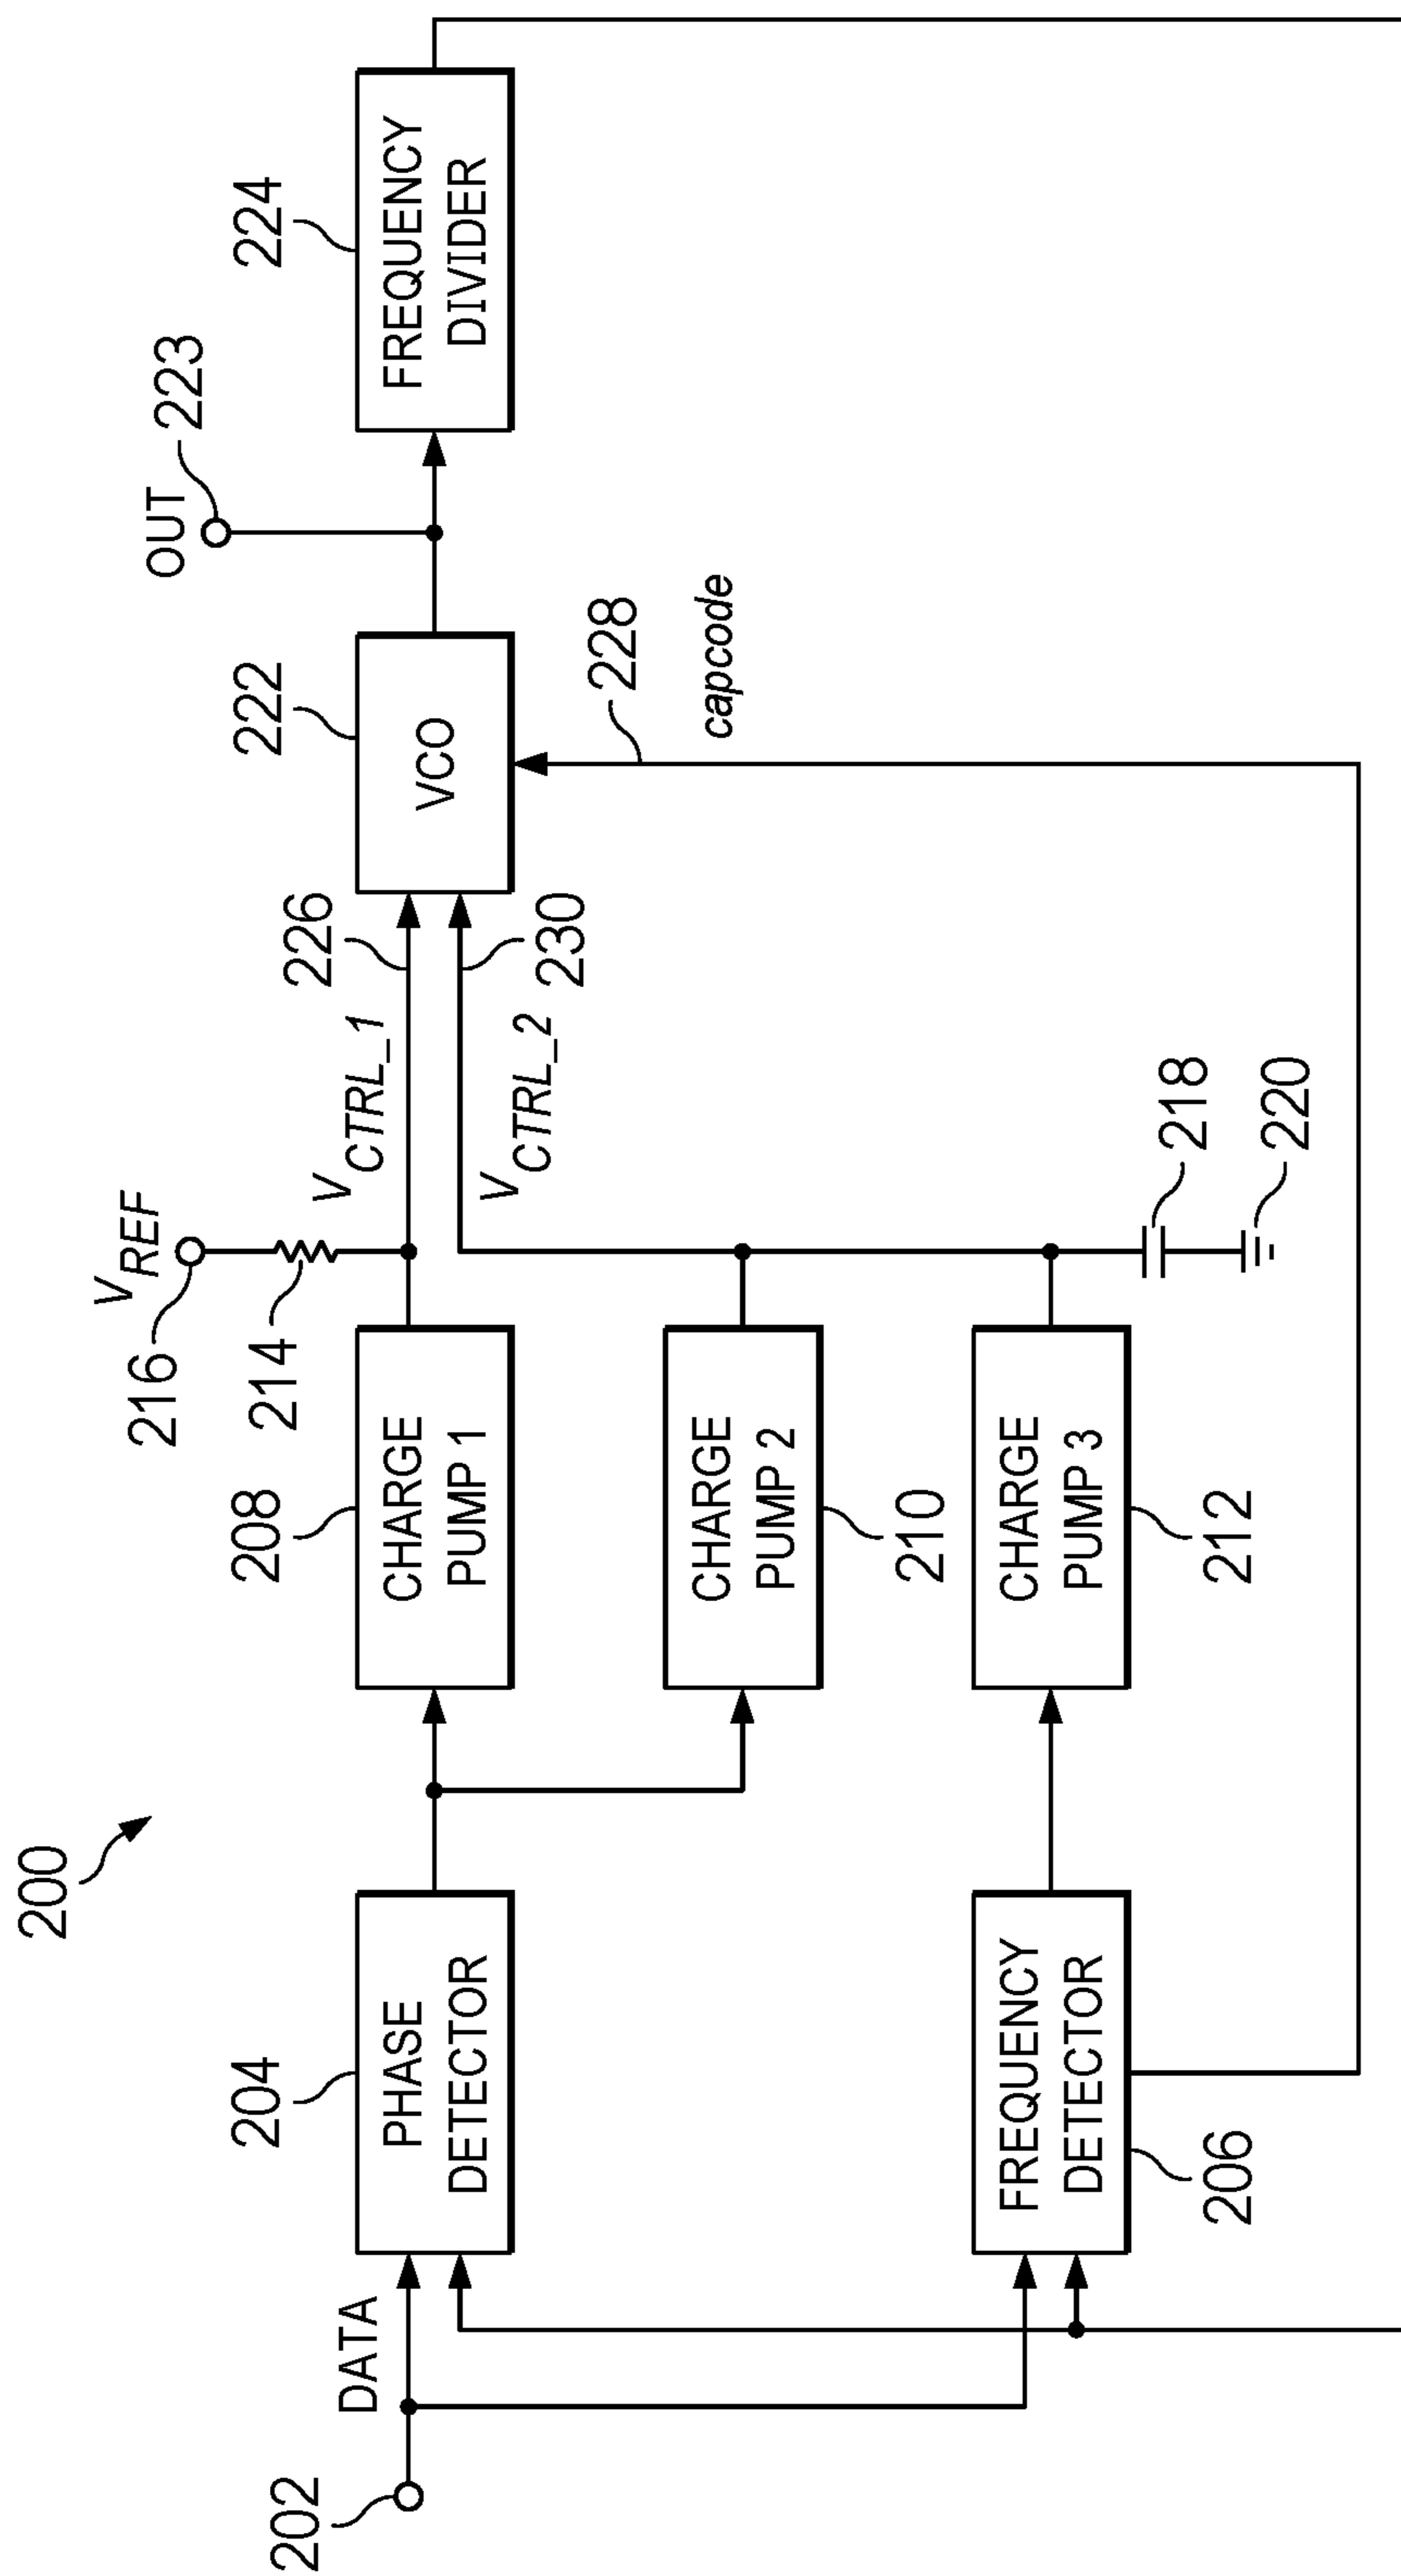 200
202
DATA
204
PHASE
DETECTOR
206
FREQUENCY
DETECTOR
208
CHARGE
PUMP 1
210
CHARGE
PUMP 2
212
CHARGE
PUMP 3
216
VREF
214
VCTRL_1
226
VCTRL_2
230
218
220
222
VCO
228
capcode
OUT
223
224
FREQUENCY
DIVIDER